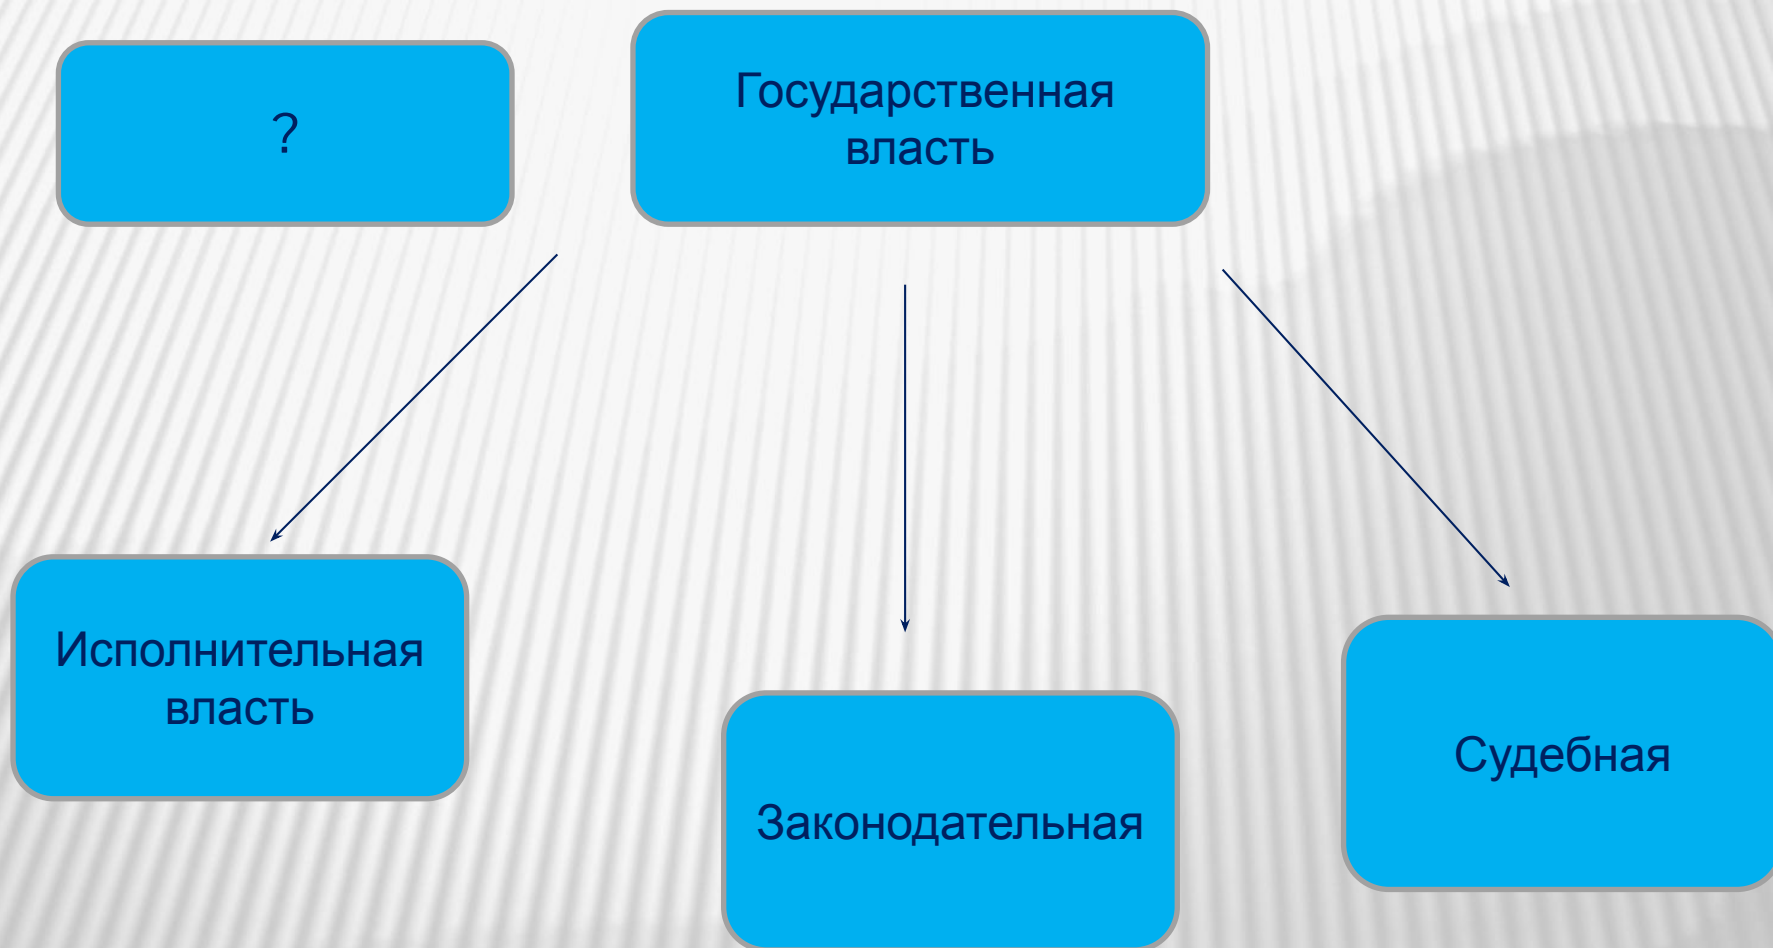 ?
Государственная
власть
Исполнительная
власть
Законодательная
Судебная